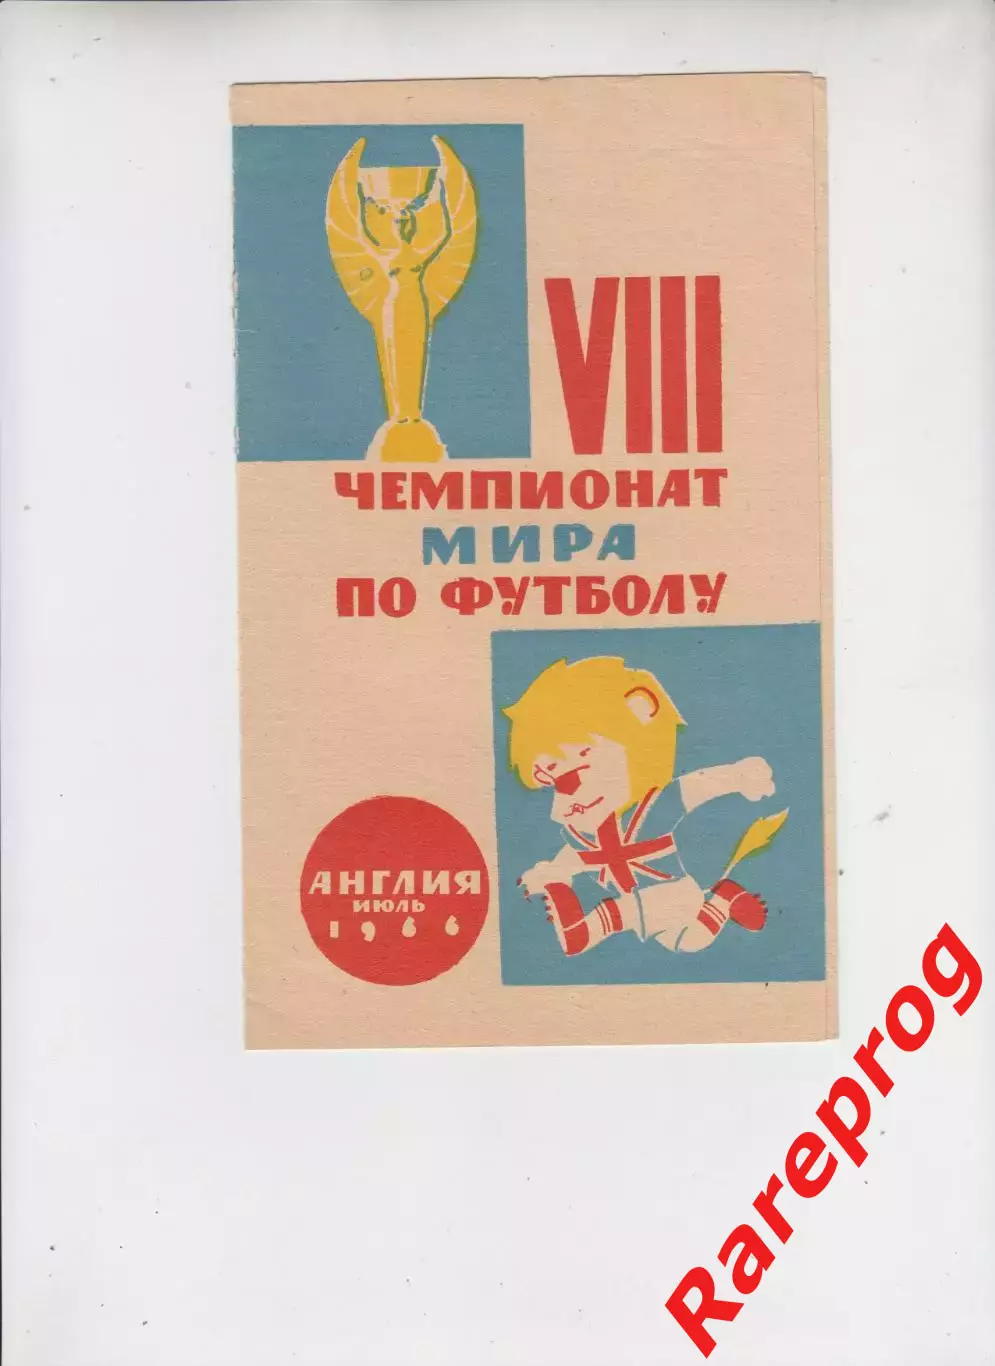 VIII
ЧЕМПИОНАТ
МИРА
ПО ФУТБОЛУ
АНГЛИЯ
ИЮЛЬ
1966
Rareprog